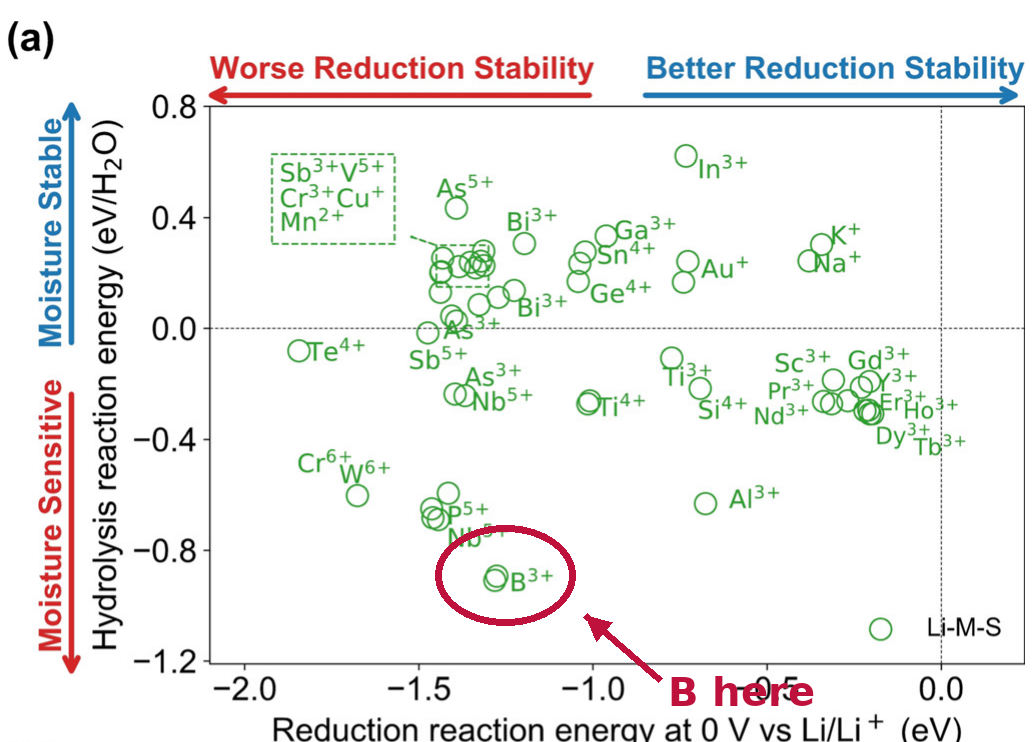 (a)
Worse Reduction Stability
Better Reduction Stability
Moisture Stable
Moisture Sensitive
Hydrolysis reaction energy (eV/H₂O)
0.8
0.4
0.0
−0.4
−0.8
−1.2
Sb³⁺V⁵⁺
Cr³⁺Cu⁺
Mn²⁺
As⁵⁺
Bi³⁺
In³⁺
Ga³⁺
Sn⁴⁺
K⁺
Na⁺
Au⁺
Ge⁴⁺
Bi³⁺
As³⁺
Te⁴⁺
Sb⁵⁺
As³⁺
Nb⁵⁺
Ti⁴⁺
Ti³⁺
Si⁴⁺
Sc³⁺
Gd³⁺
Y³⁺
Pr³⁺
Er³⁺
Ho³⁺
Nd³⁺
Dy³⁺
Tb³⁺
Cr⁶⁺
W⁶⁺
P⁵⁺
Nb⁵⁺
Al³⁺
B³⁺
Li-M-S
B here
−2.0
−1.5
−1.0
−0.5
0.0
Reduction reaction energy at 0 V vs Li/Li⁺ (eV)